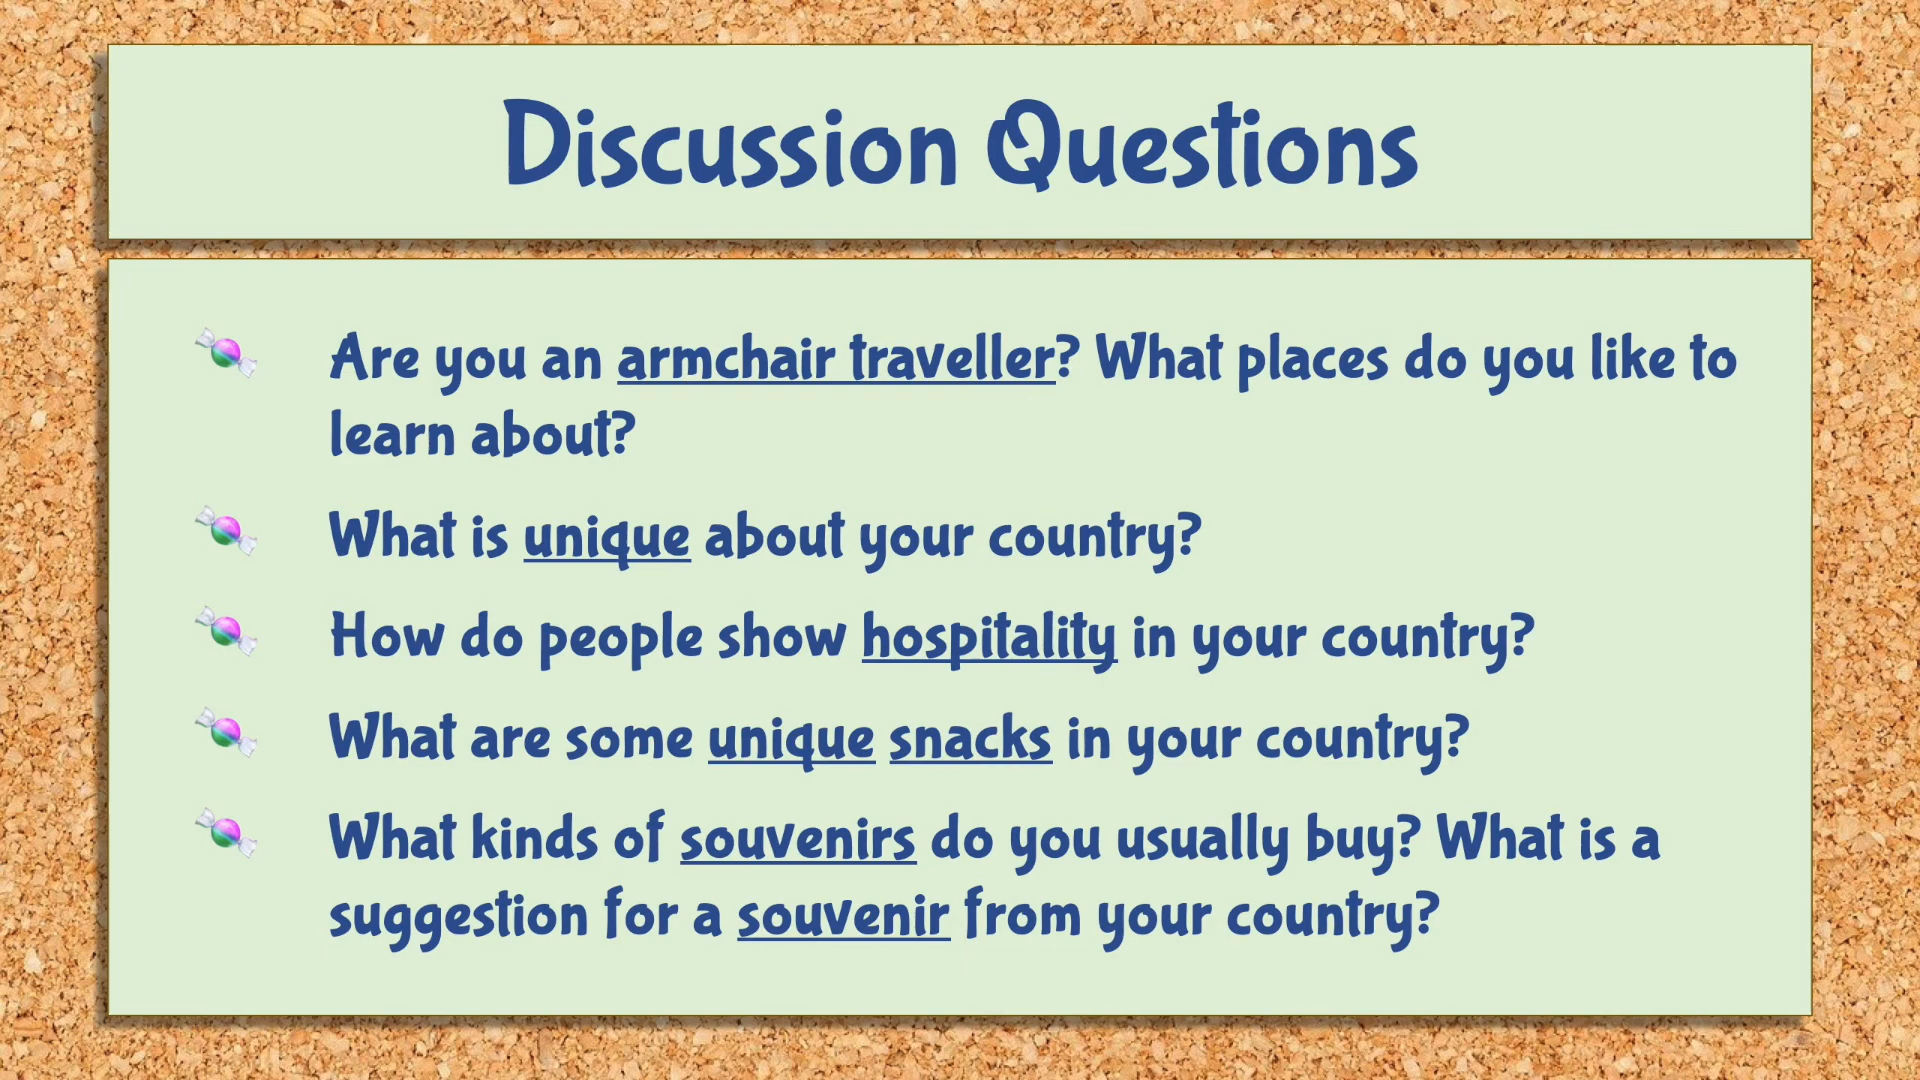 Discussion Questions
Are you an armchair traveller? What places do you like to
learn about?
What is unique about your country?
How do people show hospitality in your country?
What are some unique snacks in your country?
What kinds of souvenirs do you usually buy? What is a
suggestion for a souvenir from your country?